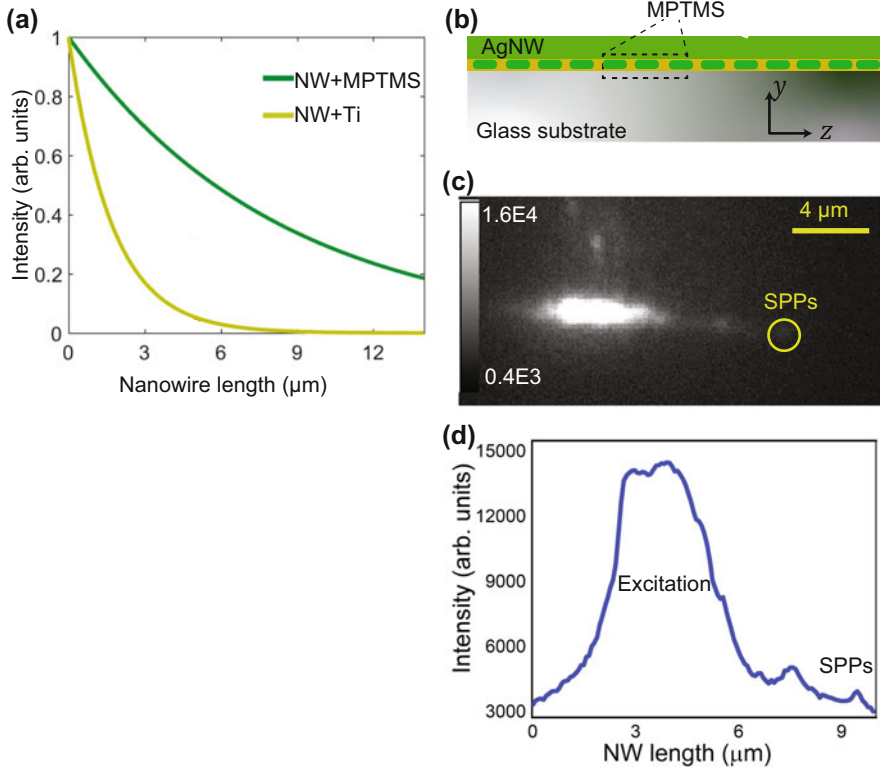 (a)
Intensity (arb. units)
1
0.8
0.6
0.4
0.2
0
NW+MPTMS
NW+Ti
0 3 6 9 12
Nanowire length (μm)
(b)
MPTMS
AgNW
Glass substrate
y
z
(c)
1.6E4
0.4E3
4 μm
SPPs
(d)
Intensity (arb. units)
15000
12000
9000
6000
3000
Excitation
SPPs
0 3 6 9
NW length (μm)